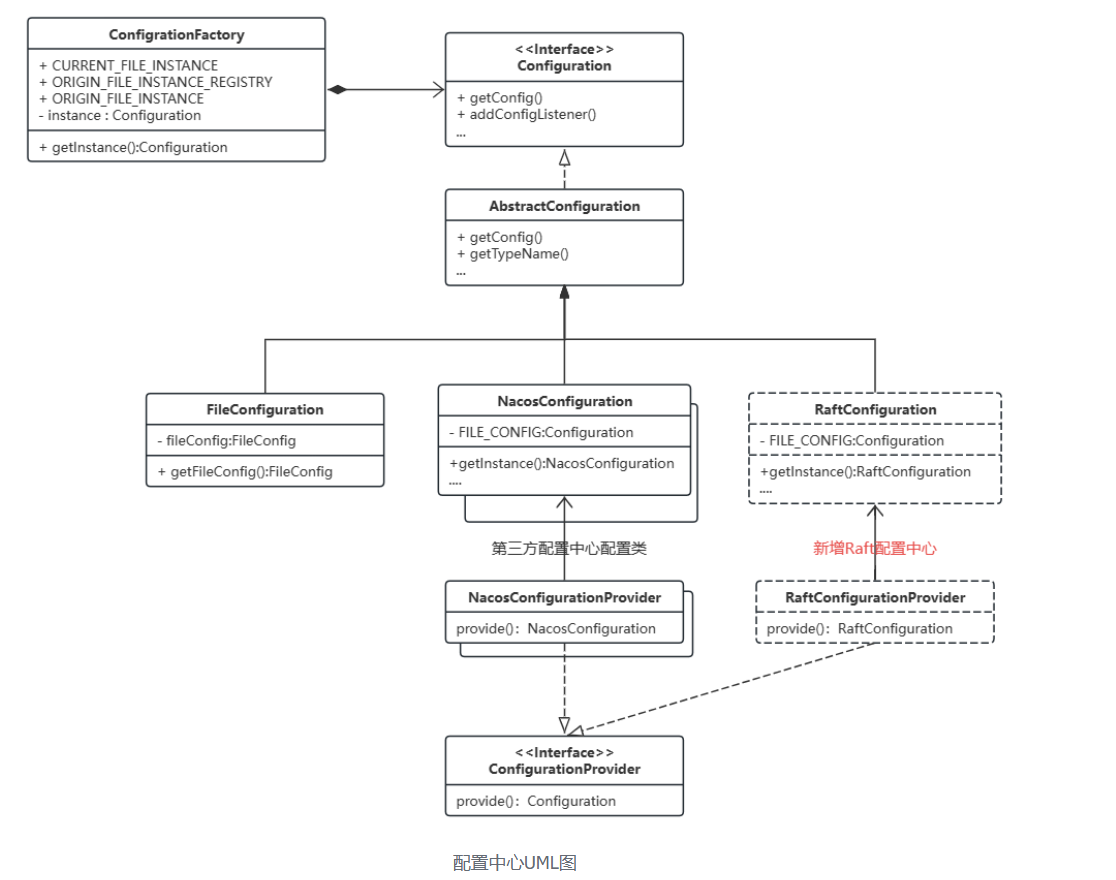 ConfigrationFactory
+ CURRENT_FILE_INSTANCE
+ ORIGIN_FILE_INSTANCE_REGISTRY
+ ORIGIN_FILE_INSTANCE
- instance : Configuration
+ getInstance():Configuration
<<Interface>>
Configuration
+ getConfig()
+ addConfigListener()
...
AbstractConfiguration
+ getConfig()
+ getTypeName()
...
FileConfiguration
- fileConfig:FileConfig
+ getFileConfig():FileConfig
NacosConfiguration
- FILE_CONFIG:Configuration
+getInstance():NacosConfiguration
....
RaftConfiguration
- FILE_CONFIG:Configuration
+getInstance():RaftConfiguration
....
第三方配置中心配置类
新增Raft配置中心
NacosConfigurationProvider
provide()：NacosConfiguration
RaftConfigurationProvider
provide()：RaftConfiguration
<<Interface>>
ConfigurationProvider
provide()：Configuration
配置中心UML图